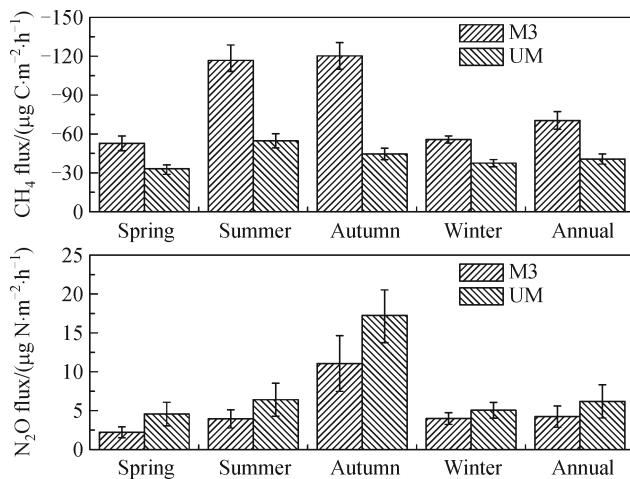 -150
-120
-90
-60
-30
0
CH₄ flux/(μg C·m⁻²·h⁻¹)
M3
UM
Spring Summer Autumn Winter Annual
25
20
15
10
5
0
N₂O flux/(μg N·m⁻²·h⁻¹)
M3
UM
Spring Summer Autumn Winter Annual